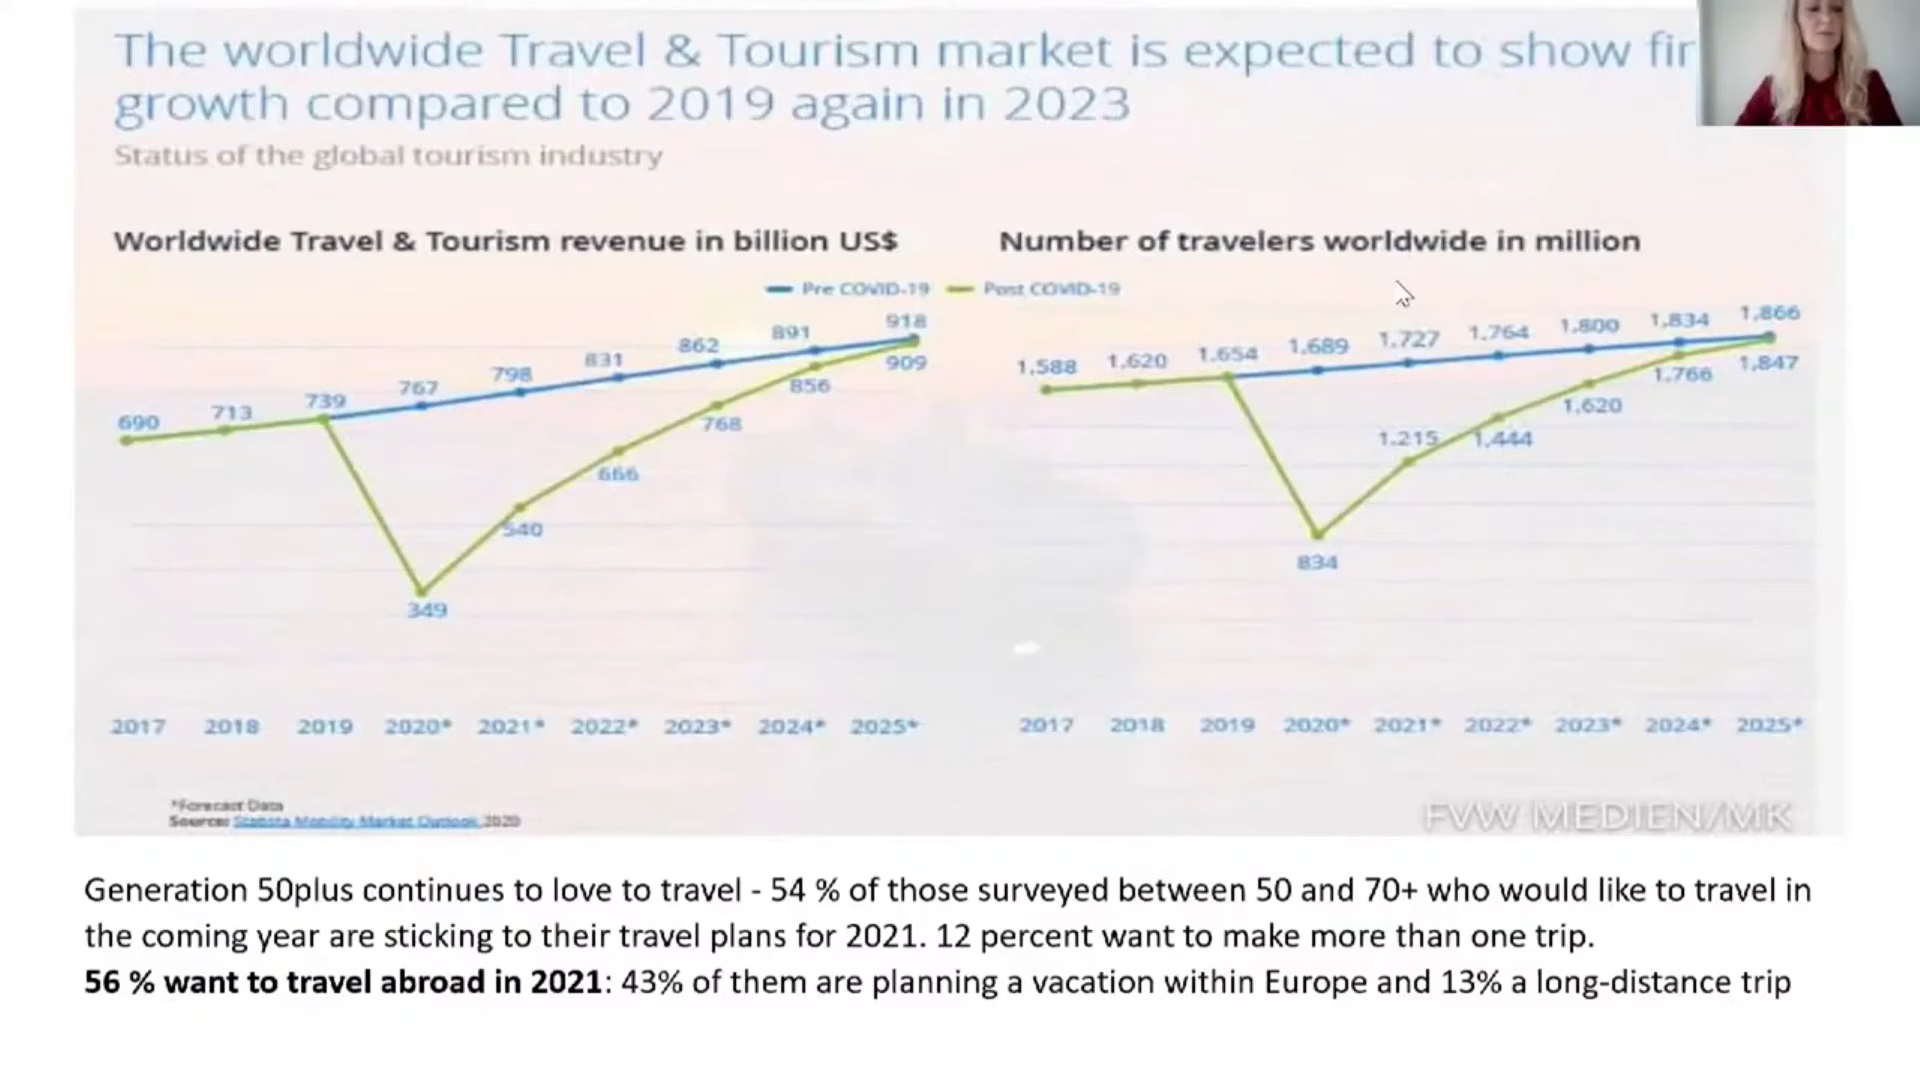 The worldwide Travel & Tourism market is expected to show
growth compared to 2019 again in 2023
Status of the global tourism industry
Worldwide Travel & Tourism revenue in billion US$
Number of travelers worldwide in million
Pre COVID-19 Post COVID-19
690 713 739 767 798 831 862 891 918
349 540 666 768 856 909
2017 2018 2019 2020* 2021* 2022* 2023* 2024* 2025*
1,588 1,620 1,654 1,689 1,727 1,764 1,800 1,834 1,866
834 1,215 1,444 1,620 1,766 1,847
2017 2018 2019 2020* 2021* 2022* 2023* 2024* 2025*
*Forecast Data
Source: Statista Mobility Market Outlook 2020
FVW MEDIEN/MK
Generation 50plus continues to love to travel - 54 % of those surveyed between 50 and 70+ who would like to travel in
the coming year are sticking to their travel plans for 2021. 12 percent want to make more than one trip.
56 % want to travel abroad in 2021: 43% of them are planning a vacation within Europe and 13% a long-distance trip